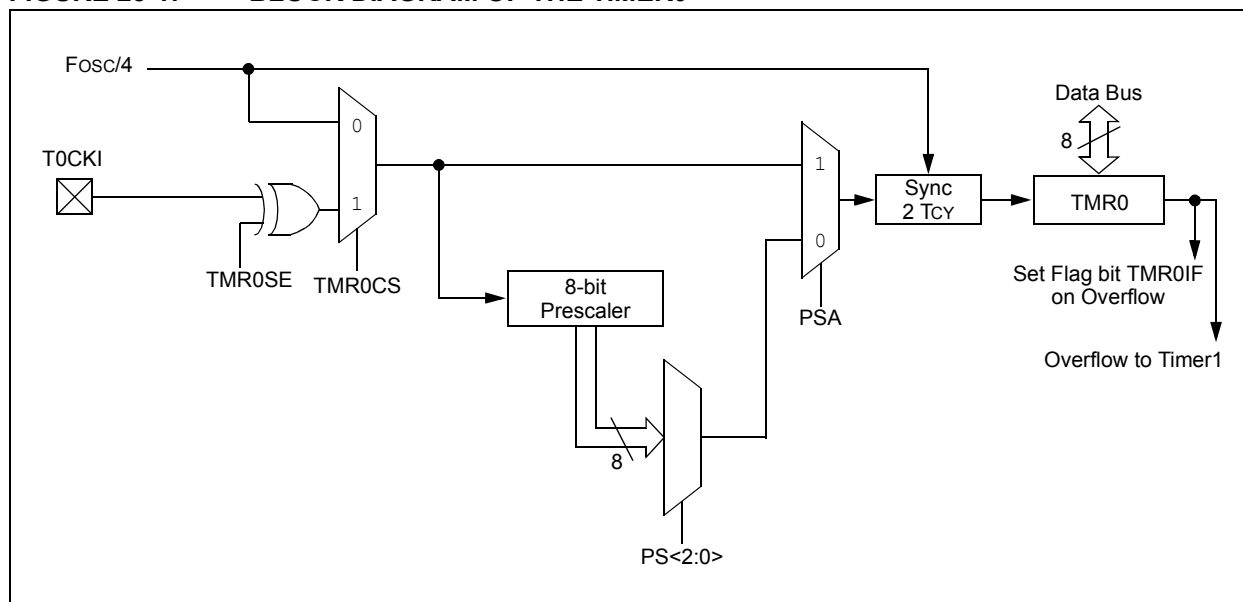 FOSC/4
T0CKI
TMR0SE
TMR0CS
0
1
8-bit
Prescaler
8
PS<2:0>
1
0
PSA
Sync
2 TCY
Data Bus
8
TMR0
Set Flag bit TMR0IF
on Overflow
Overflow to Timer1